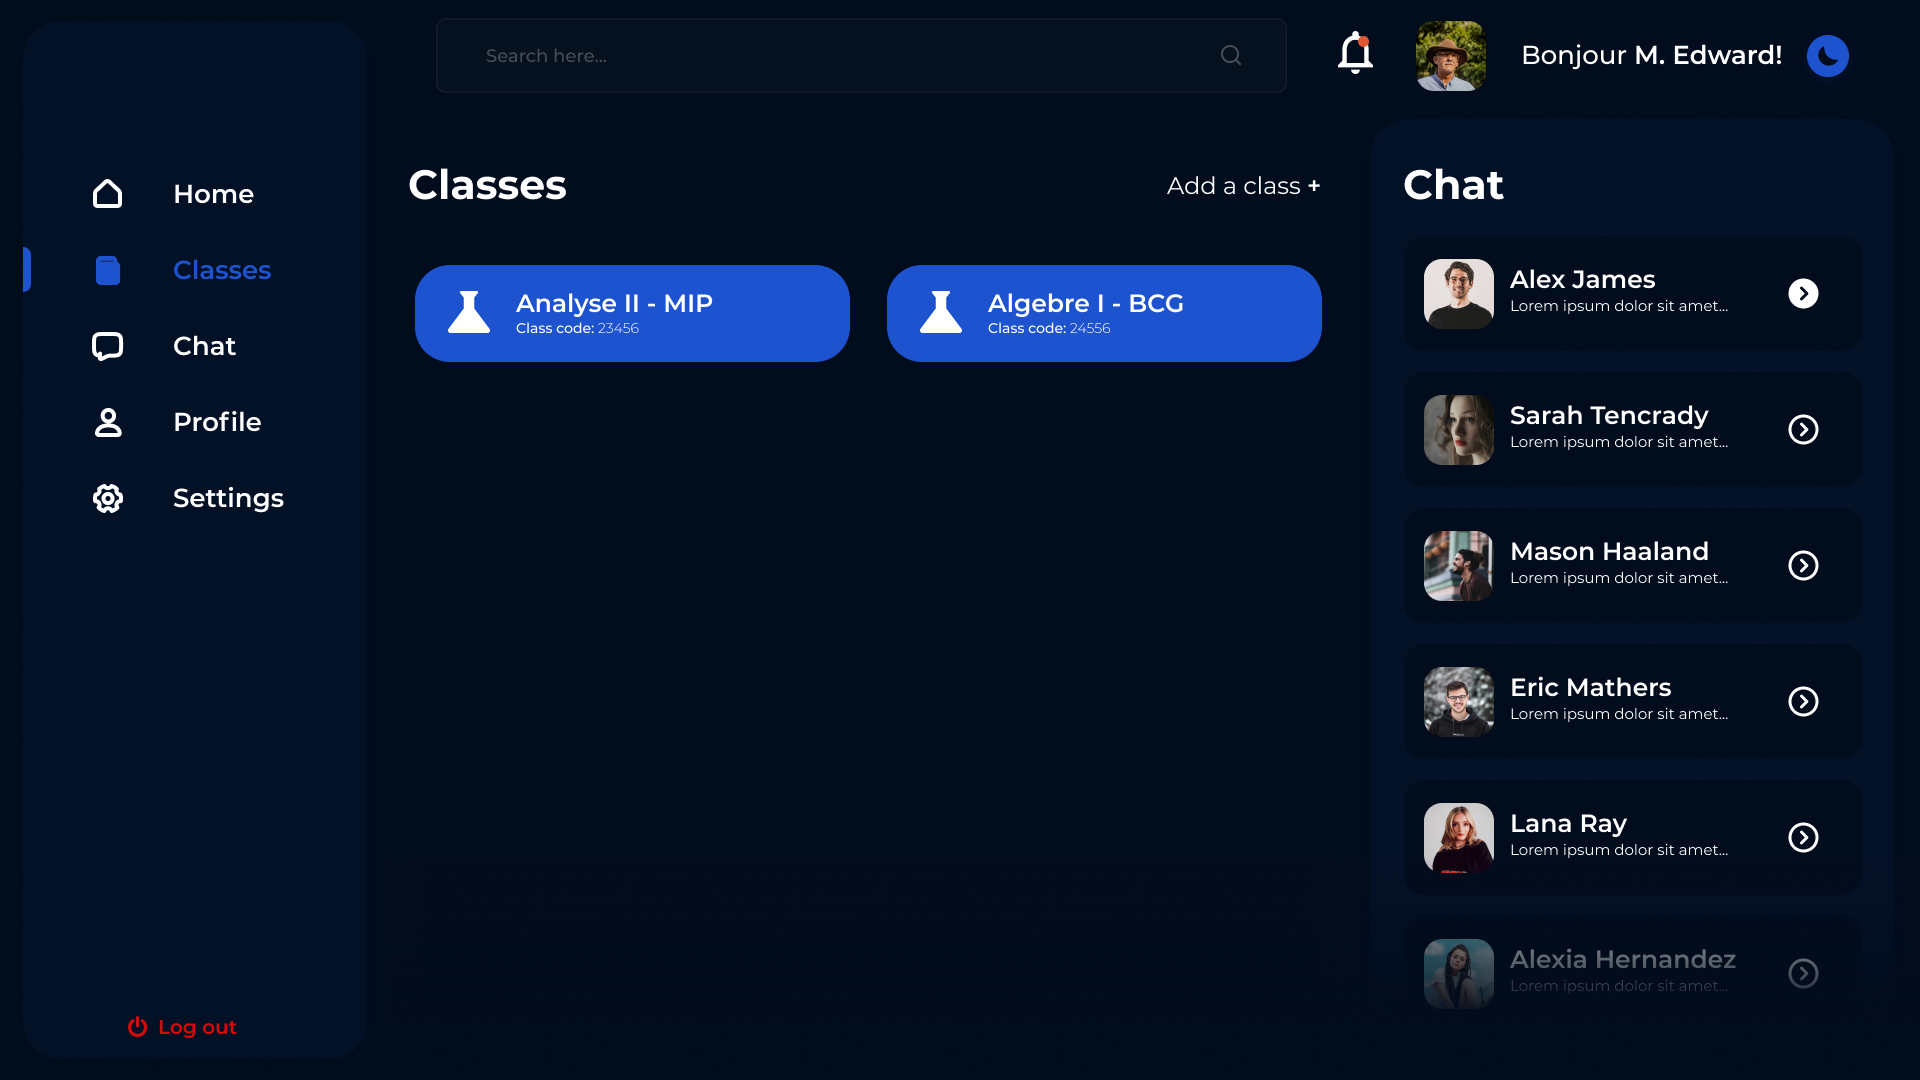 Search here...
Bonjour M. Edward!
Home
Classes
Chat
Profile
Settings
Log out
Classes
Add a class +
Analyse II - MIP
Class code: 23456
Algebre I - BCG
Class code: 24556
Chat
Alex James
Lorem ipsum dolor sit amet...
Sarah Tencrady
Lorem ipsum dolor sit amet...
Mason Haaland
Lorem ipsum dolor sit amet...
Eric Mathers
Lorem ipsum dolor sit amet...
Lana Ray
Lorem ipsum dolor sit amet...
Alexia Hernandez
Lorem ipsum dolor sit amet...